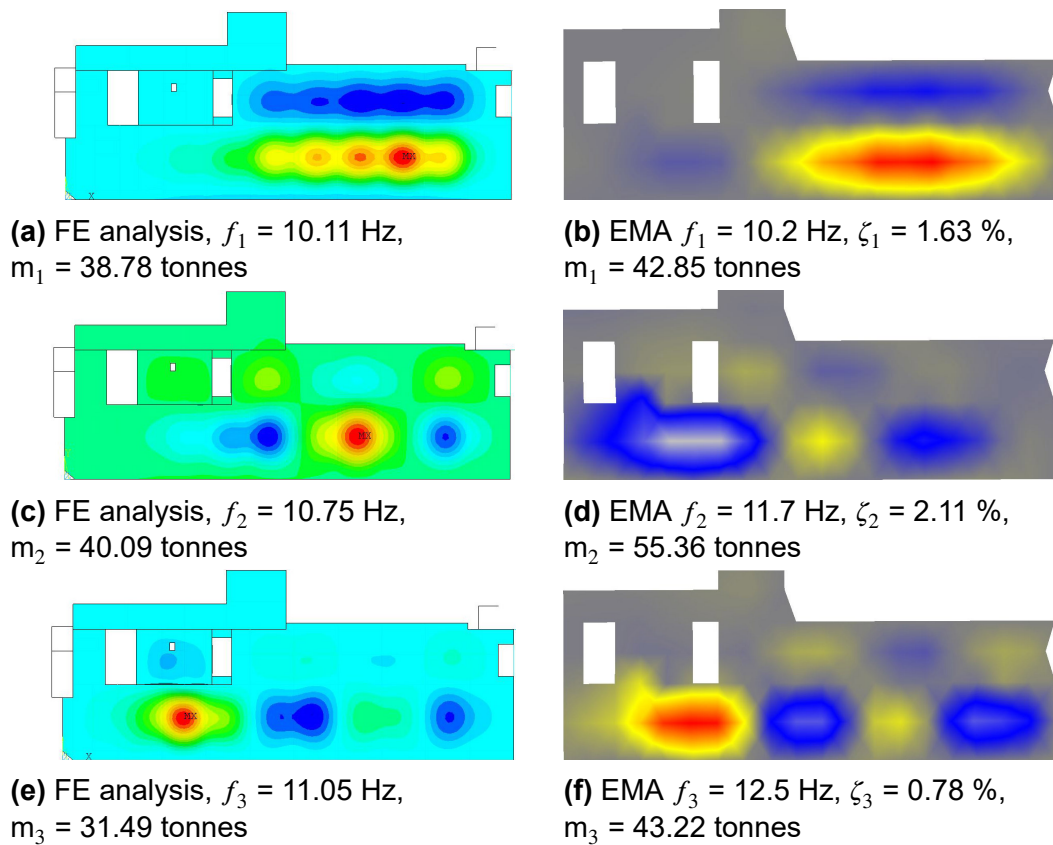 MX
X
(a) FE analysis, f₁ = 10.11 Hz,
m₁ = 38.78 tonnes
(b) EMA f₁ = 10.2 Hz, ζ₁ = 1.63 %,
m₁ = 42.85 tonnes
MX
(c) FE analysis, f₂ = 10.75 Hz,
m₂ = 40.09 tonnes
(d) EMA f₂ = 11.7 Hz, ζ₂ = 2.11 %,
m₂ = 55.36 tonnes
MX
X
(e) FE analysis, f₃ = 11.05 Hz,
m₃ = 31.49 tonnes
(f) EMA f₃ = 12.5 Hz, ζ₃ = 0.78 %,
m₃ = 43.22 tonnes